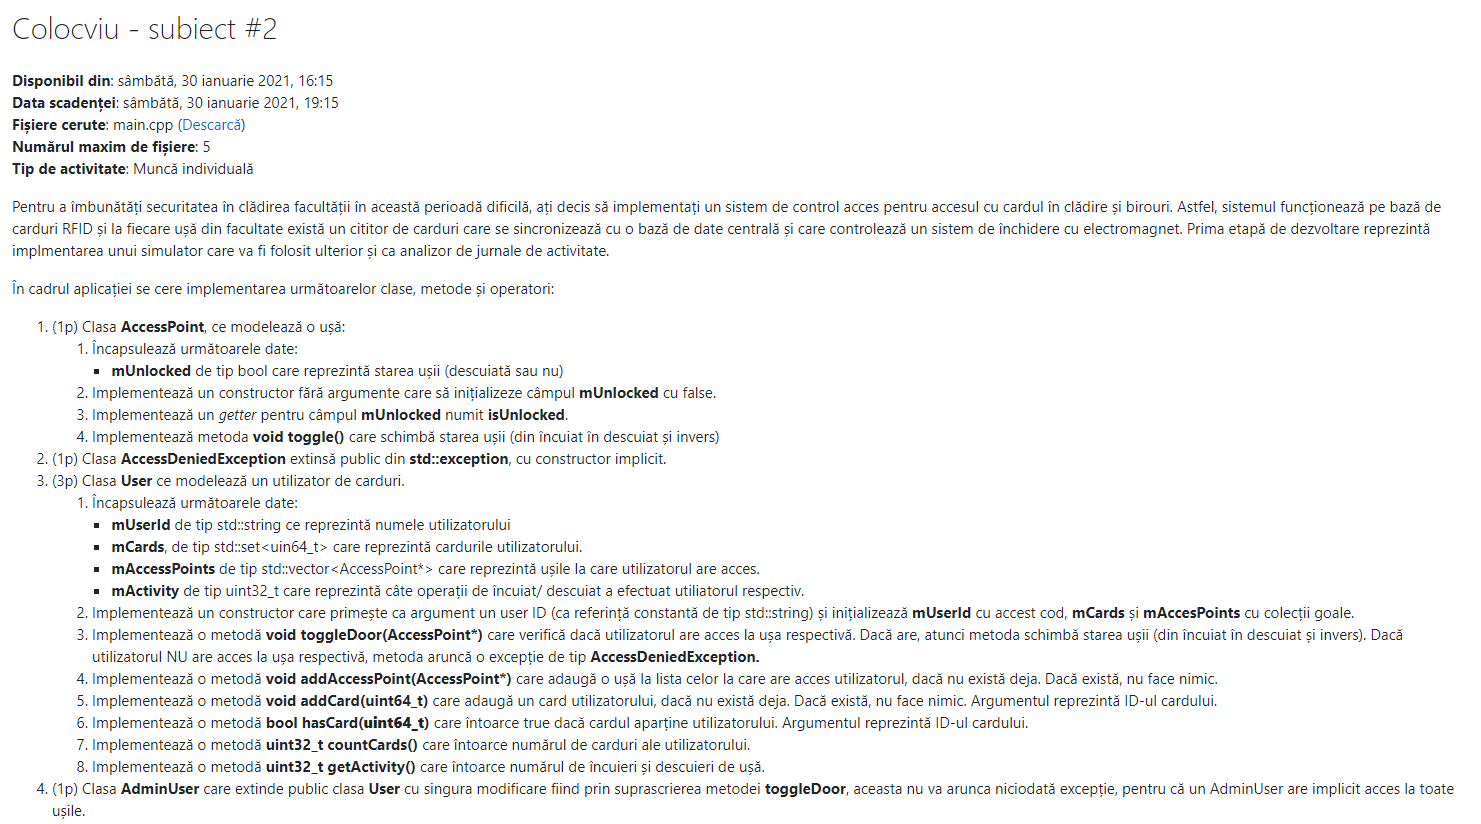 Colocviu - subiect #2
Disponibil din: sâmbătă, 30 ianuarie 2021, 16:15
Data scadenței: sâmbătă, 30 ianuarie 2021, 19:15
Fișiere cerute: main.cpp (Descarcă)
Numărul maxim de fișiere: 5
Tip de activitate: Muncă individuală
Pentru a îmbunătăți securitatea în clădirea facultății în această perioadă dificilă, ați decis să implementați un sistem de control acces pentru accesul cu cardul în clădire și birouri. Astfel, sistemul funcționează pe bază de
carduri RFID și la fiecare ușă din facultate există un cititor de carduri care se sincronizează cu o bază de date centrală și care controlează un sistem de închidere cu electromagnet. Prima etapă de dezvoltare reprezintă
implmentarea unui simulator care va fi folosit ulterior și ca analizor de jurnale de activitate.
În cadrul aplicației se cere implementarea următoarelor clase, metode și operatori:
1. (1p) Clasa AccessPoint, ce modelează o ușă:
1. Încapsulează următoarele date:
▪ mUnlocked de tip bool care reprezintă starea ușii (descuiată sau nu)
2. Implementează un constructor fără argumente care să inițializeze câmpul mUnlocked cu false.
3. Implementează un getter pentru câmpul mUnlocked numit isUnlocked.
4. Implementează metoda void toggle() care schimbă starea ușii (din încuiat în descuiat și invers)
2. (1p) Clasa AccessDeniedException extinsă public din std::exception, cu constructor implicit.
3. (3p) Clasa User ce modelează un utilizator de carduri.
1. Încapsulează următoarele date:
▪ mUserId de tip std::string ce reprezintă numele utilizatorului
▪ mCards, de tip std::set<uin64_t> care reprezintă cardurile utilizatorului.
▪ mAccessPoints de tip std::vector<AccessPoint*> care reprezintă ușile la care utilizatorul are acces.
▪ mActivity de tip uint32_t care reprezintă câte operații de încuiat/ descuiat a efectuat utiliatorul respectiv.
2. Implementează un constructor care primește ca argument un user ID (ca referință constantă de tip std::string) și inițializează mUserId cu accest cod, mCards și mAccesPoints cu colecții goale.
3. Implementează o metodă void toggleDoor(AccessPoint*) care verifică dacă utilizatorul are acces la ușa respectivă. Dacă are, atunci metoda schimbă starea ușii (din încuiat în descuiat și invers). Dacă
utilizatorul NU are acces la ușa respectivă, metoda aruncă o excepție de tip AccessDeniedException.
4. Implementează o metodă void addAccessPoint(AccessPoint*) care adaugă o ușă la lista celor la care are acces utilizatorul, dacă nu există deja. Dacă există, nu face nimic.
5. Implementează o metodă void addCard(uint64_t) care adaugă un card utilizatorului, dacă nu există deja. Dacă există, nu face nimic. Argumentul reprezintă ID-ul cardului.
6. Implementează o metodă bool hasCard(uint64_t) care întoarce true dacă cardul aparține utilizatorului. Argumentul reprezintă ID-ul cardului.
7. Implementează o metodă uint32_t countCards() care întoarce numărul de carduri ale utilizatorului.
8. Implementează o metodă uint32_t getActivity() care întoarce numărul de încuieri și descuieri de ușă.
4. (1p) Clasa AdminUser care extinde public clasa User cu singura modificare fiind prin suprascrierea metodei toggleDoor, aceasta nu va arunca niciodată excepție, pentru că un AdminUser are implicit acces la toate
ușile.